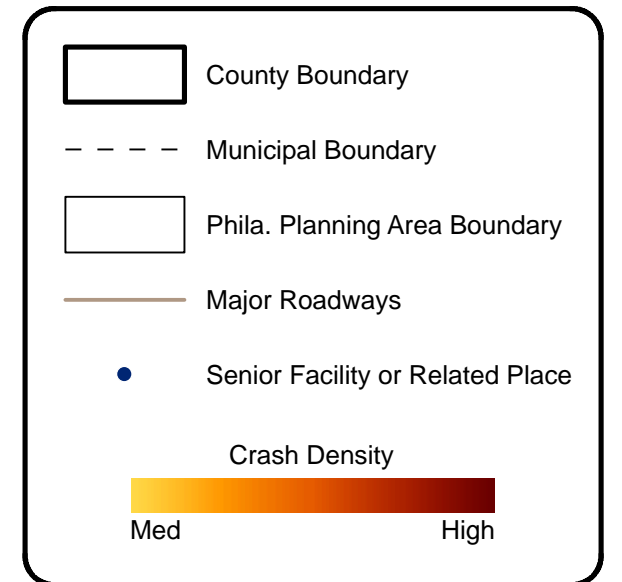 County Boundary
Municipal Boundary
Phila. Planning Area Boundary
Major Roadways
Senior Facility or Related Place
Crash Density
Med High